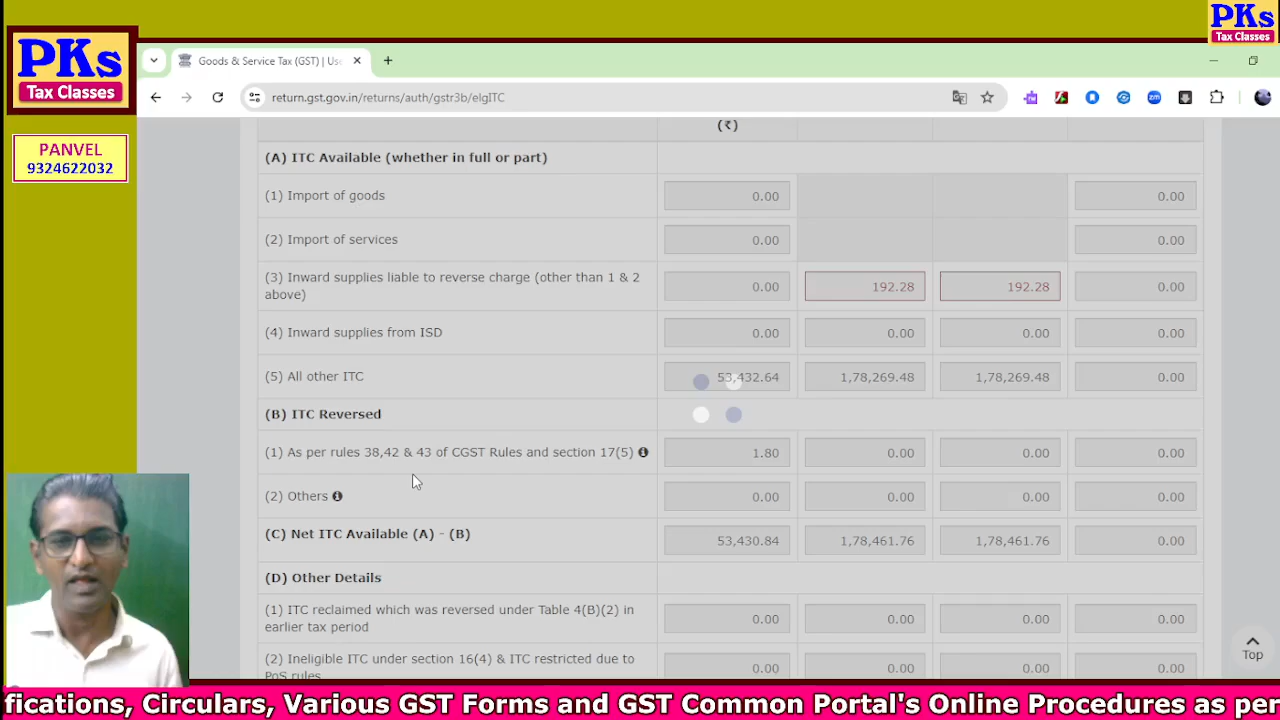 PKs
Tax Classes
PKs
Tax Classes
PANVEL
9324622032
Goods & Service Tax (GST) | Use
return.gst.gov.in/returns/auth/gstr3b/elgITC
(₹)
(A) ITC Available (whether in full or part)
(1) Import of goods 0.00 0.00
(2) Import of services 0.00 0.00
(3) Inward supplies liable to reverse charge (other than 1 & 2
above) 0.00 192.28 192.28 0.00
(4) Inward supplies from ISD 0.00 0.00 0.00 0.00
(5) All other ITC 53,432.64 1,78,269.48 1,78,269.48 0.00
(B) ITC Reversed
(1) As per rules 38,42 & 43 of CGST Rules and section 17(5) 1.80 0.00 0.00 0.00
(2) Others 0.00 0.00 0.00 0.00
(C) Net ITC Available (A) - (B) 53,430.84 1,78,461.76 1,78,461.76 0.00
(D) Other Details
(1) ITC reclaimed which was reversed under Table 4(B)(2) in
earlier tax period 0.00 0.00 0.00 0.00
(2) Ineligible ITC under section 16(4) & ITC restricted due to
PoS rules 0.00 0.00 0.00 0.00
Top
fications, Circulars, Various GST Forms and GST Common Portal's Online Procedures as per